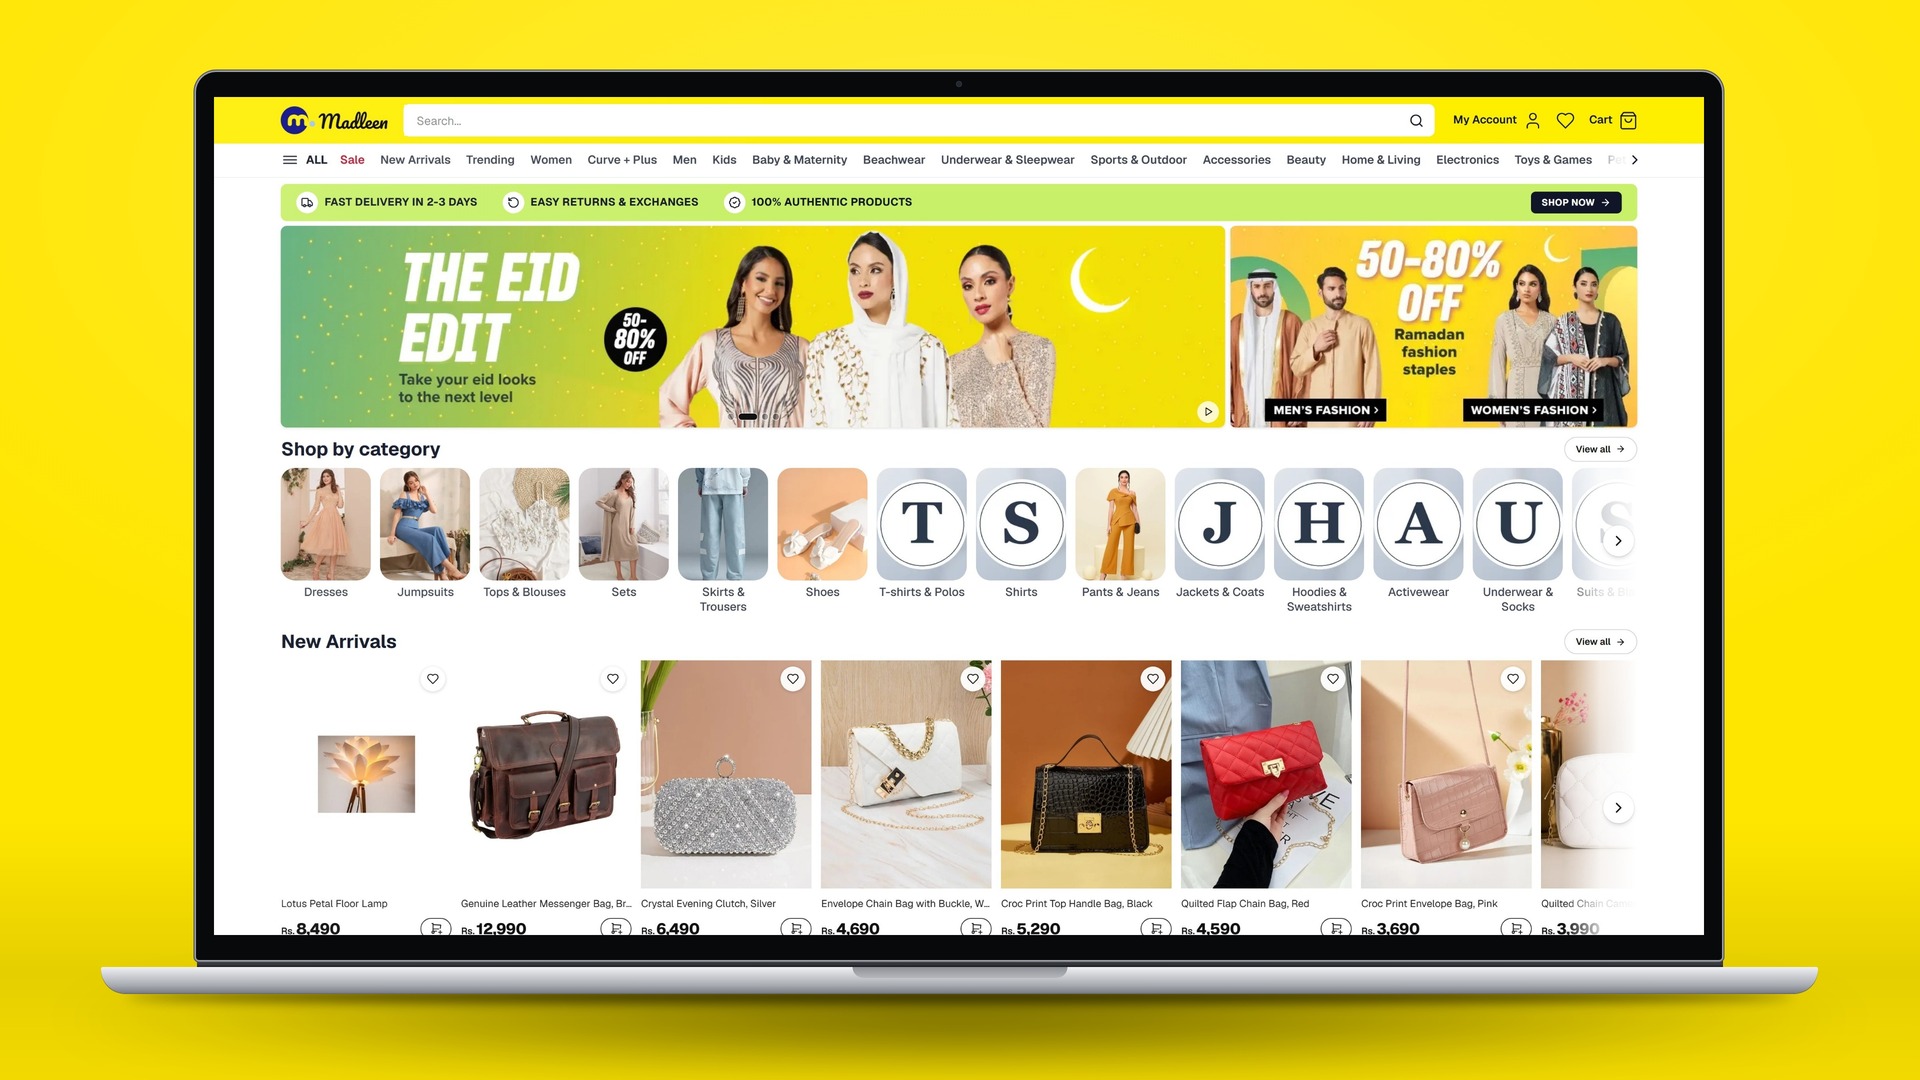 m. Madleen
Search...
My Account
Cart
ALL Sale New Arrivals Trending Women Curve + Plus Men Kids Baby & Maternity Beachwear Underwear & Sleepwear Sports & Outdoor Accessories Beauty Home & Living Electronics Toys & Games
FAST DELIVERY IN 2-3 DAYS EASY RETURNS & EXCHANGES 100% AUTHENTIC PRODUCTS SHOP NOW
THE EID
EDIT
50-
80%
OFF
Take your eid looks
to the next level
50-80%
OFF
Ramadan
fashion
staples
MEN'S FASHION
WOMEN'S FASHION
Shop by category
View all
T S J H A U S
Dresses
Jumpsuits
Tops & Blouses
Sets
Skirts &
Trousers
Shoes
T-shirts & Polos
Shirts
Pants & Jeans
Jackets & Coats
Hoodies &
Sweatshirts
Activewear
Underwear &
Socks
Suits &
New Arrivals
View all
Lotus Petal Floor Lamp
Rs. 8,490
Genuine Leather Messenger Bag, Br...
Rs. 12,990
Crystal Evening Clutch, Silver
Rs. 6,490
Envelope Chain Bag with Buckle, W...
Rs. 4,690
Croc Print Top Handle Bag, Black
Rs. 5,290
Quilted Flap Chain Bag, Red
Rs. 4,590
Croc Print Envelope Bag, Pink
Rs. 3,690
Quilted Chain
Rs. 3,990